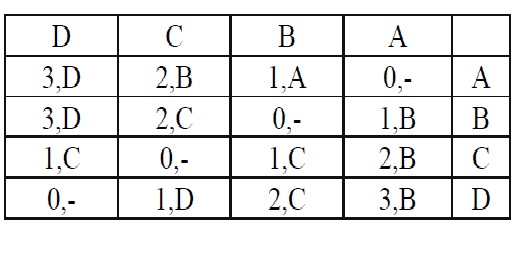 D C B A
3,D 2,B 1,A 0,- A
3,D 2,C 0,- 1,B B
1,C 0,- 1,C 2,B C
0,- 1,D 2,C 3,B D